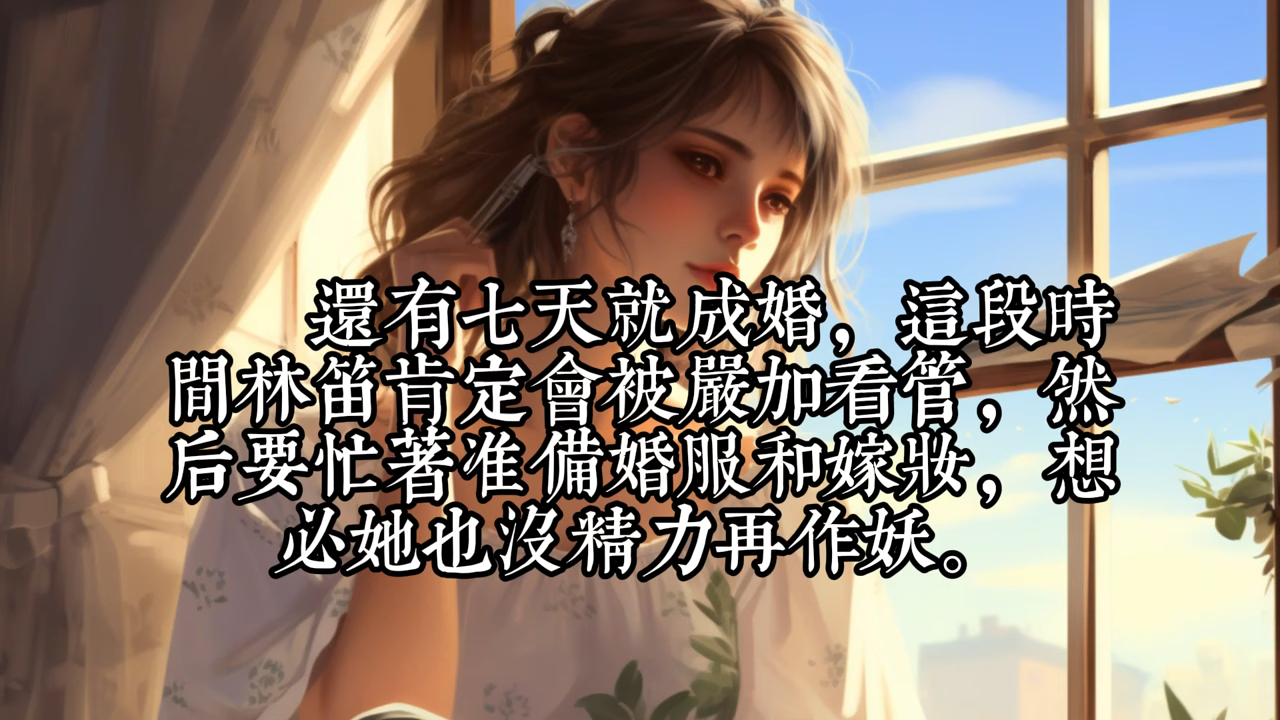 還有七天就成婚，這段時
間林笛肯定會被嚴加看管，然
后要忙著准備婚服和嫁妝，想
必她也沒精力再作妖。